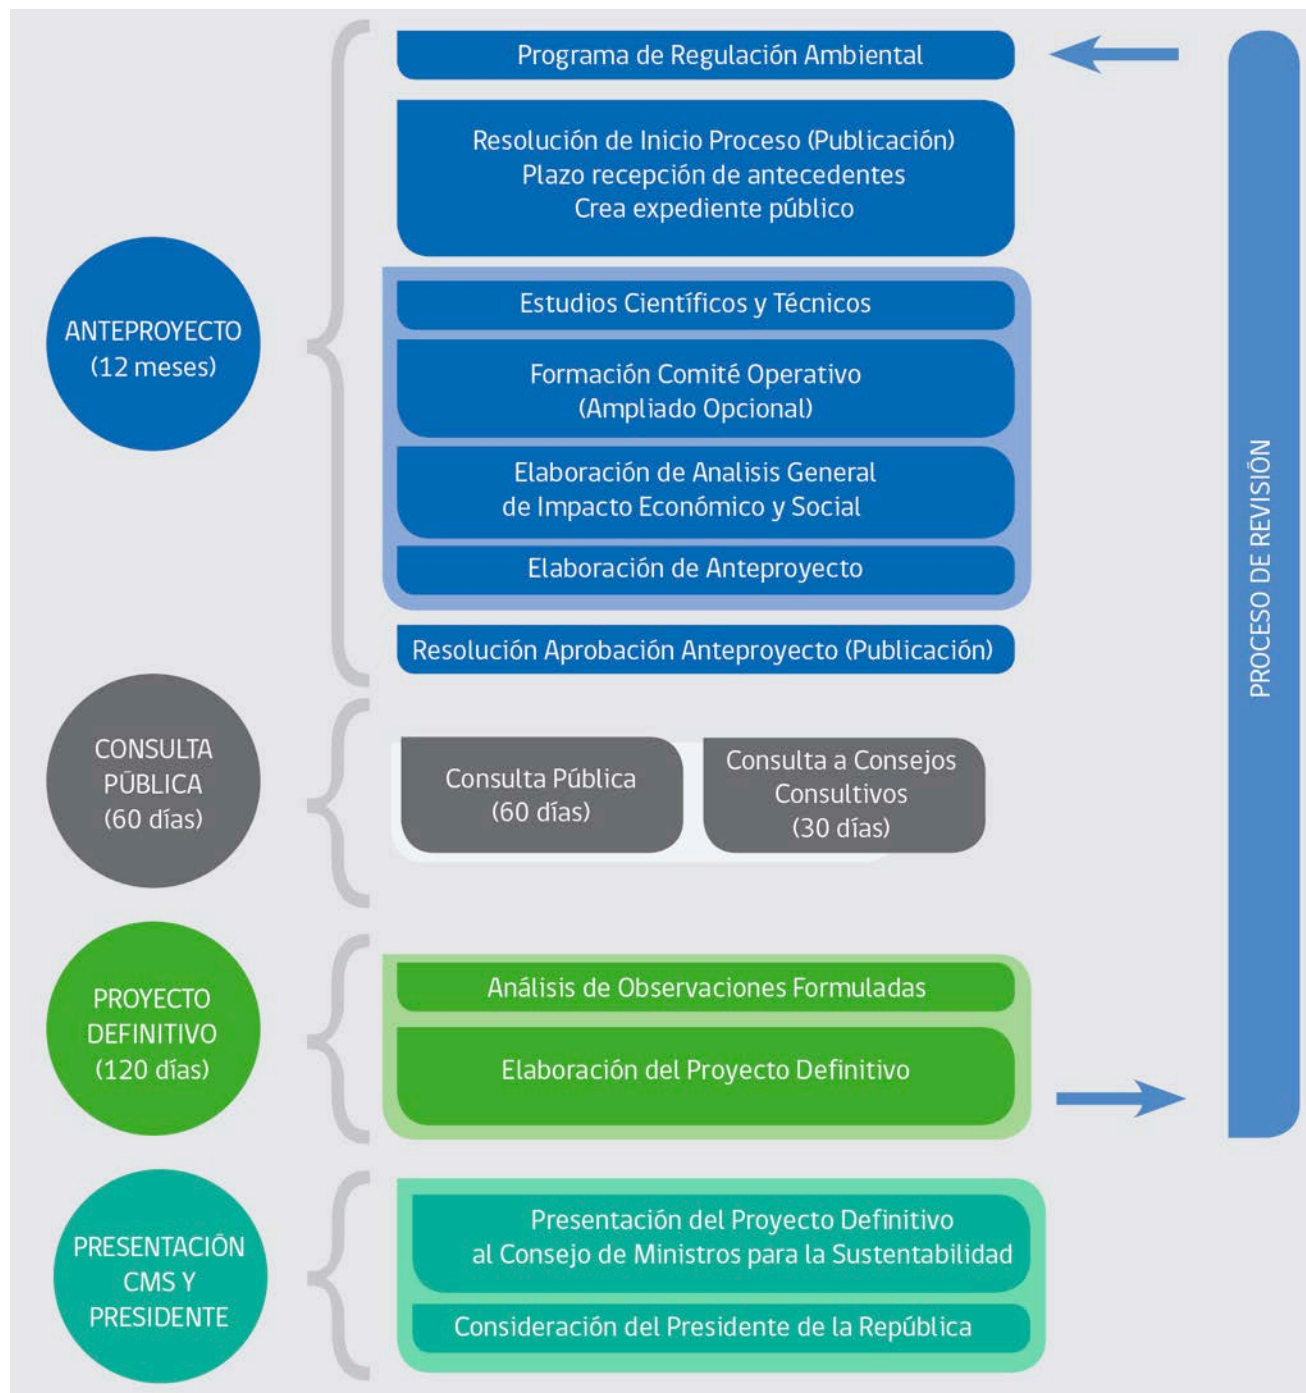 Programa de Regulación Ambiental
Resolución de Inicio Proceso (Publicación)
Plazo recepción de antecedentes
Crea expediente público
ANTEPROYECTO
(12 meses)
Estudios Científicos y Técnicos
Formación Comité Operativo
(Ampliado Opcional)
Elaboración de Analisis General
de Impacto Económico y Social
Elaboración de Anteproyecto
Resolución Aprobación Anteproyecto (Publicación)
CONSULTA
PÚBLICA
(60 días)
Consulta Pública
(60 días)
Consulta a Consejos
Consultivos
(30 días)
PROYECTO
DEFINITIVO
(120 días)
Análisis de Observaciones Formuladas
Elaboración del Proyecto Definitivo
PRESENTACIÓN
CMS Y
PRESIDENTE
Presentación del Proyecto Definitivo
al Consejo de Ministros para la Sustentabilidad
Consideración del Presidente de la República
PROCESO DE REVISIÓN